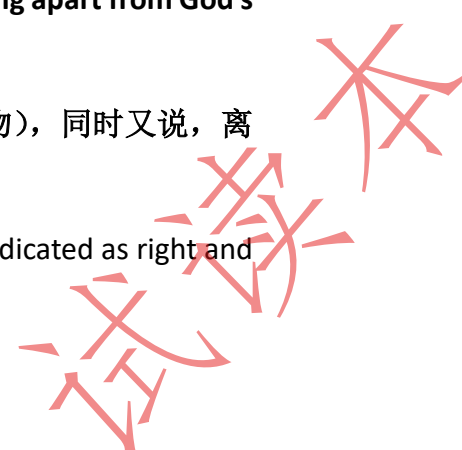 ng apart from God's
物），同时又说，离
dicated as right and
试读本